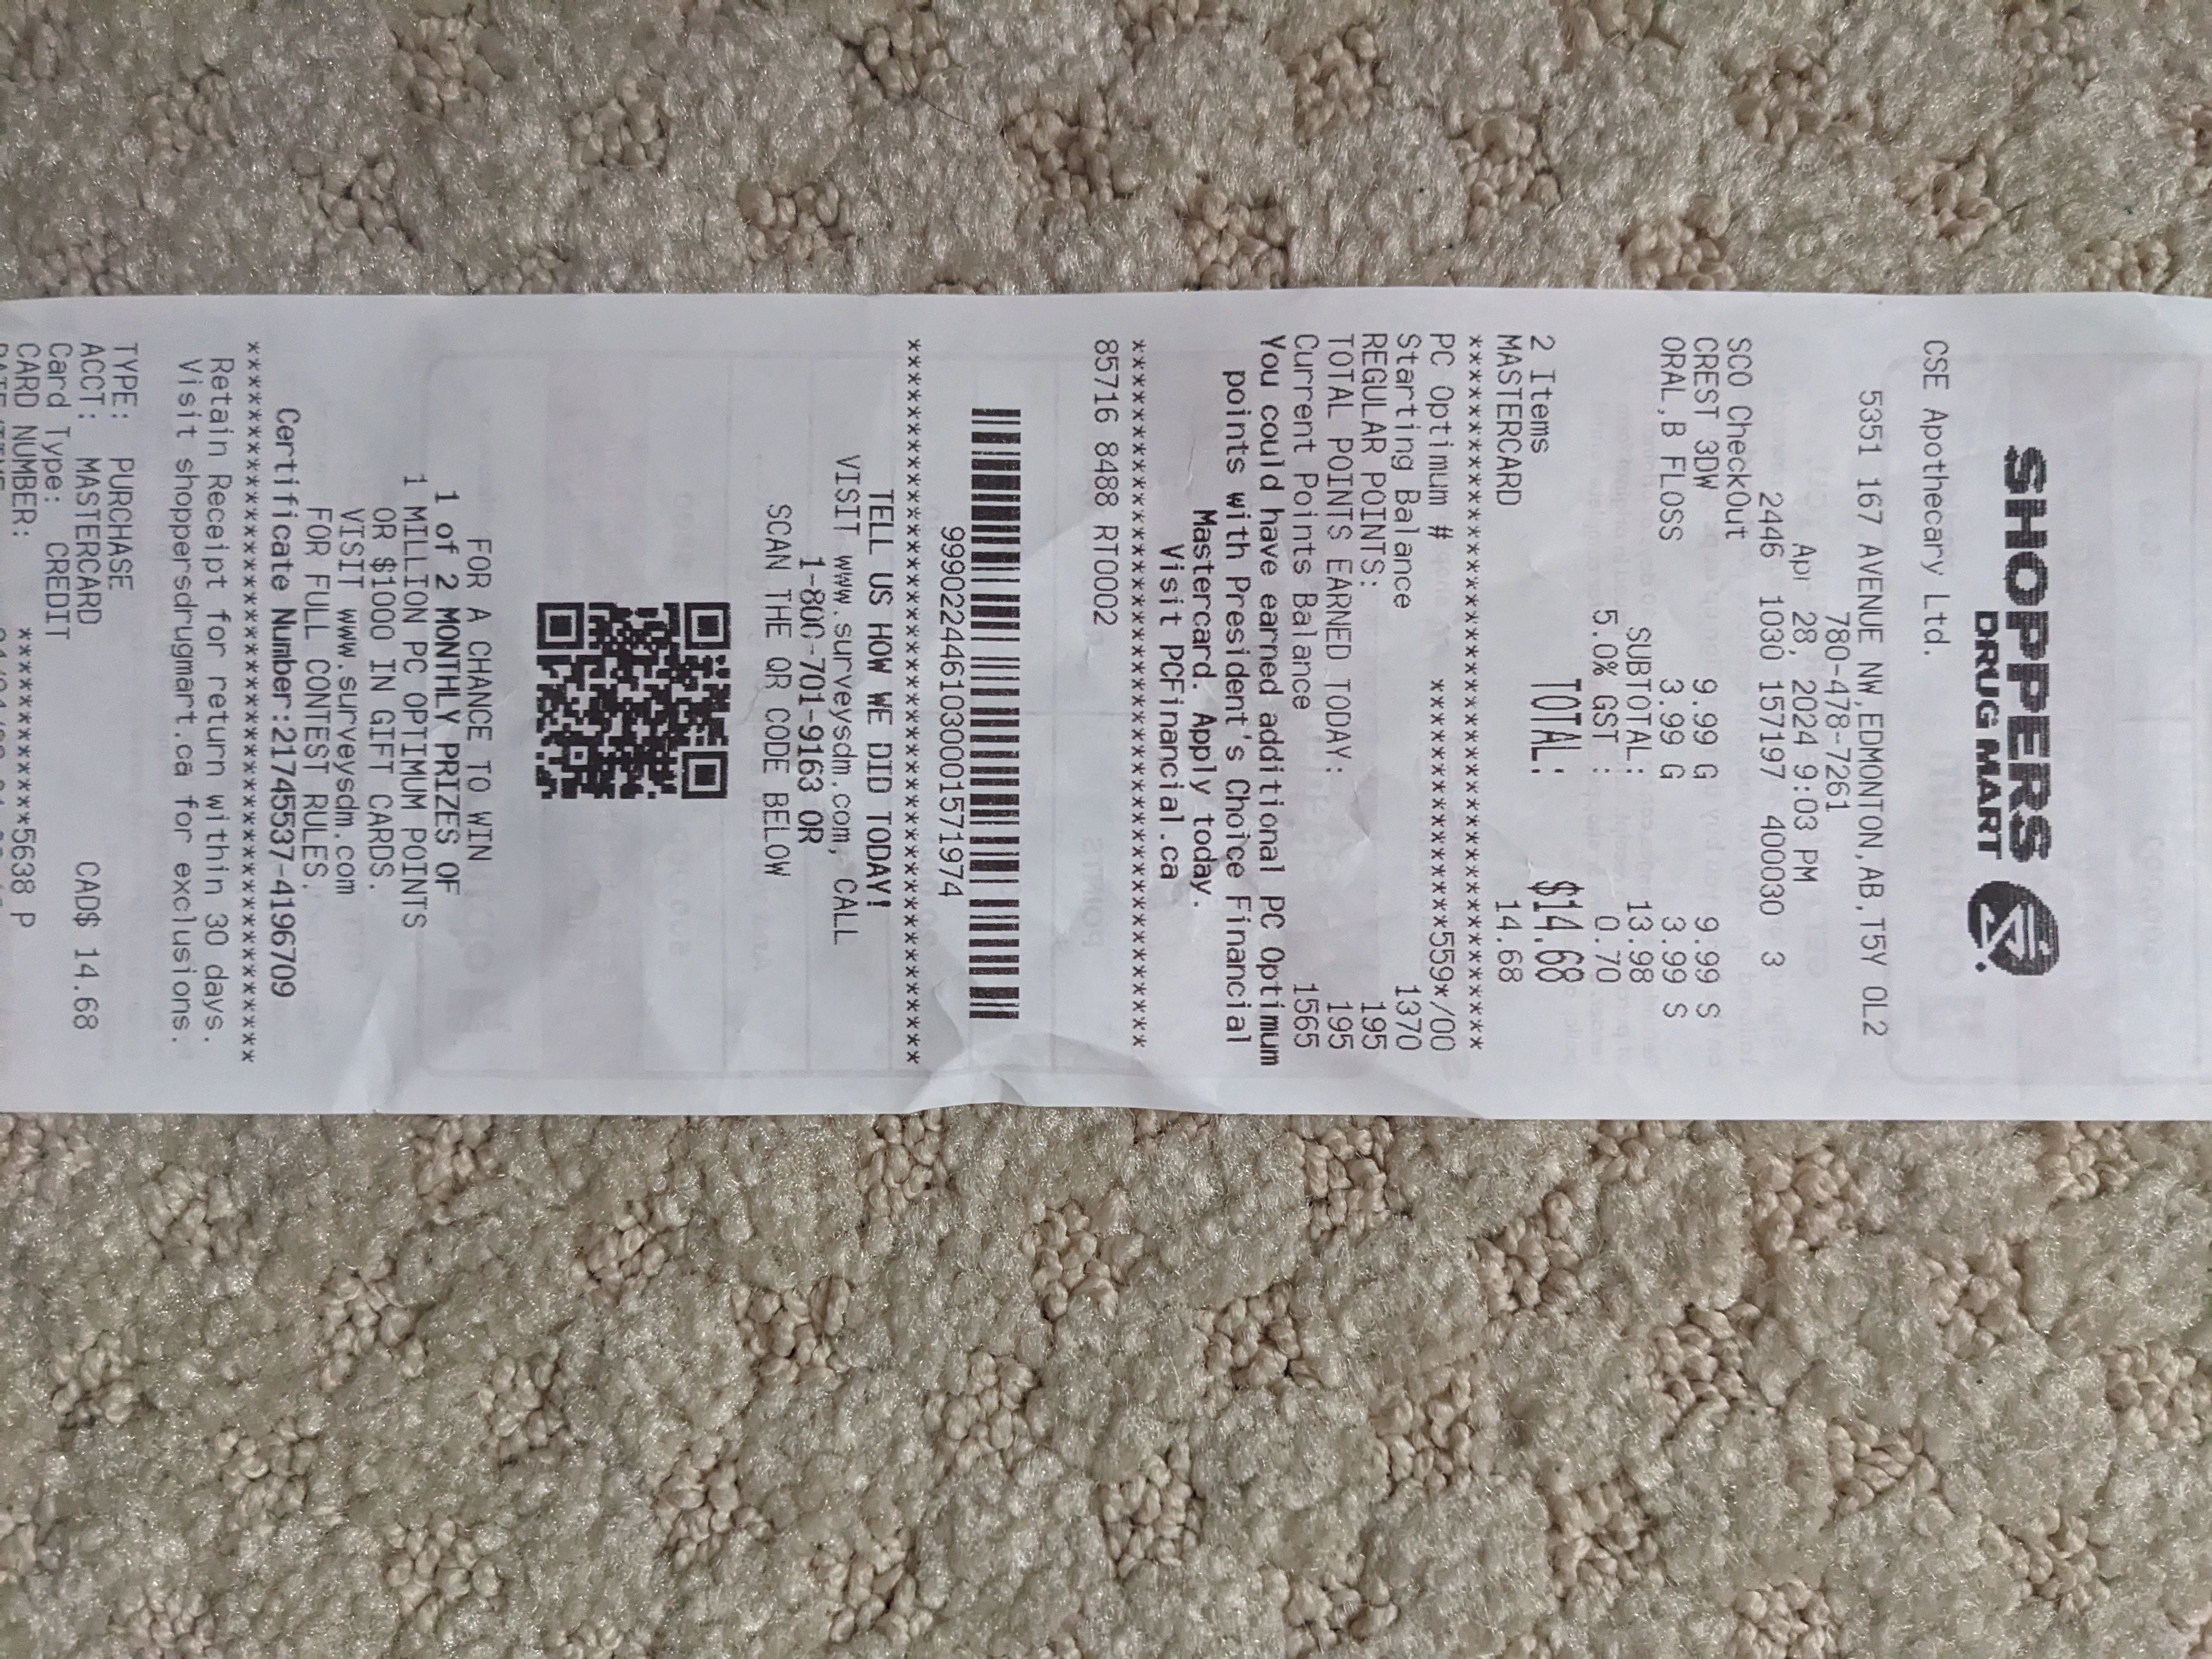 SHOPPERS
DRUG MART
CSE Apothecary Ltd.
5351 167 AVENUE NW,EDMONTON,AB,T5Y 0L2
780-478-7261
Apr 28, 2024 9:03 PM
2446 1030 157197 400030 3
SCO CheckOut
CREST 3DW 9.99 G 9.99 S
ORAL,B FLOSS 3.99 G 3.99 S
SUBTOTAL: 13.98
5.0% GST : 0.70
TOTAL: $14.68
2 Items
MASTERCARD 14.68
******************************************
PC Optimum # ************559*/00
Starting Balance 1370
REGULAR POINTS: 195
TOTAL POINTS EARNED TODAY: 195
Current Points Balance 1565
You could have earned additional PC Optimum
points with President's Choice Financial
Mastercard. Apply today.
Visit PCFinancial.ca
******************************************
85716 8488 RT0002
9990224461030001571974
******************************************
TELL US HOW WE DID TODAY!
VISIT www.surveysdm.com, CALL
1-800-701-9163 OR
SCAN THE QR CODE BELOW
FOR A CHANCE TO WIN
1 of 2 MONTHLY PRIZES OF
1 MILLION PC OPTIMUM POINTS
OR $1000 IN GIFT CARDS.
VISIT www.surveysdm.com
FOR FULL CONTEST RULES.
Certificate Number:21745537-4196709
******************************************
Retain Receipt for return within 30 days.
Visit shoppersdrugmart.ca for exclusions.
TYPE: PURCHASE
ACCT: MASTERCARD CAD$ 14.68
Card Type: CREDIT
CARD NUMBER: ************5638 P